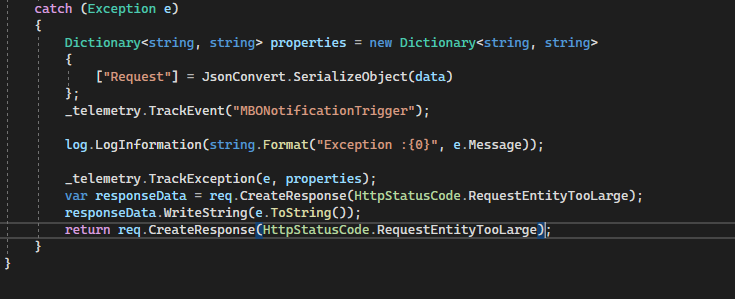 catch (Exception e)
{
Dictionary<string, string> properties = new Dictionary<string, string>
{
["Request"] = JsonConvert.SerializeObject(data)
};
_telemetry.TrackEvent("MBONotificationTrigger");
log.LogInformation(string.Format("Exception :{0}", e.Message));
_telemetry.TrackException(e, properties);
var responseData = req.CreateResponse(HttpStatusCode.RequestEntityTooLarge);
responseData.WriteString(e.ToString());
return req.CreateResponse(HttpStatusCode.RequestEntityTooLarge);
}
}